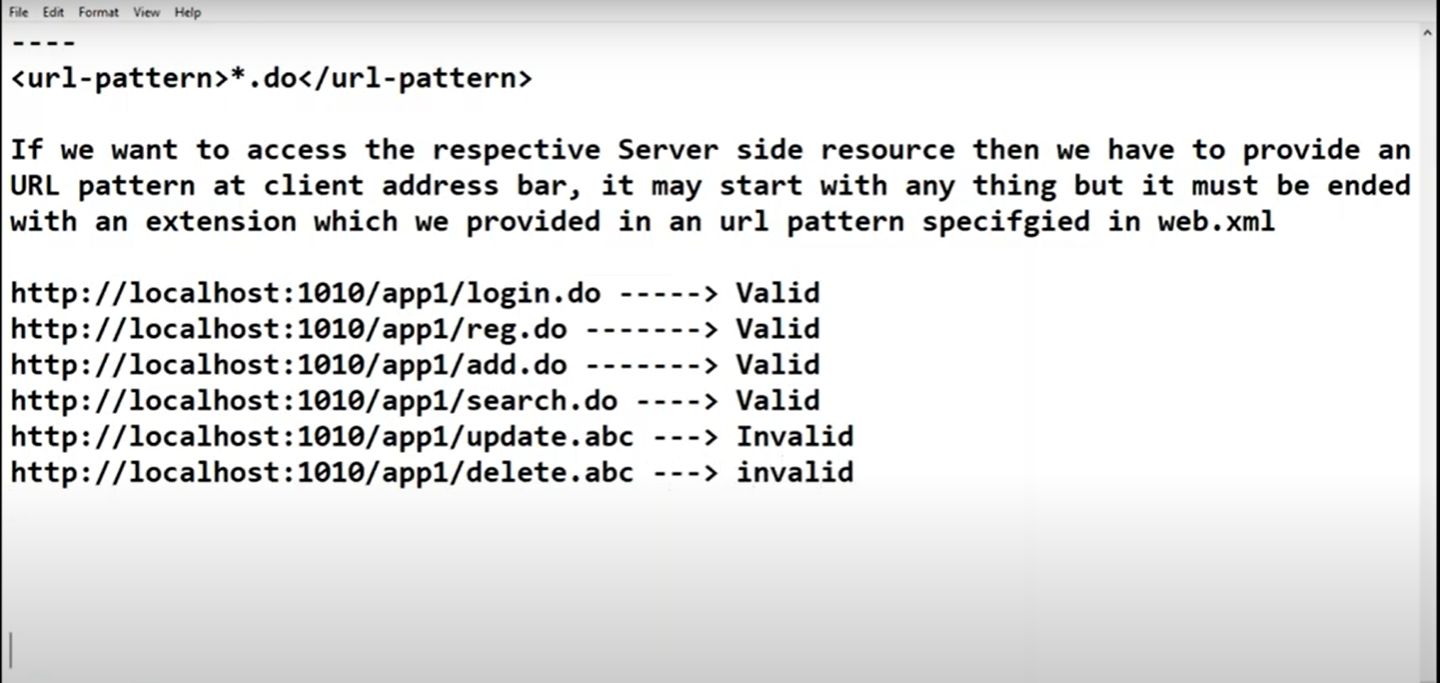 File Edit Format View Help
----
<url-pattern>*.do</url-pattern>
If we want to access the respective Server side resource then we have to provide an
URL pattern at client address bar, it may start with any thing but it must be ended
with an extension which we provided in an url pattern specifgied in web.xml
http://localhost:1010/app1/login.do -----> Valid
http://localhost:1010/app1/reg.do -------> Valid
http://localhost:1010/app1/add.do -------> Valid
http://localhost:1010/app1/search.do ----> Valid
http://localhost:1010/app1/update.abc ---> Invalid
http://localhost:1010/app1/delete.abc ---> invalid